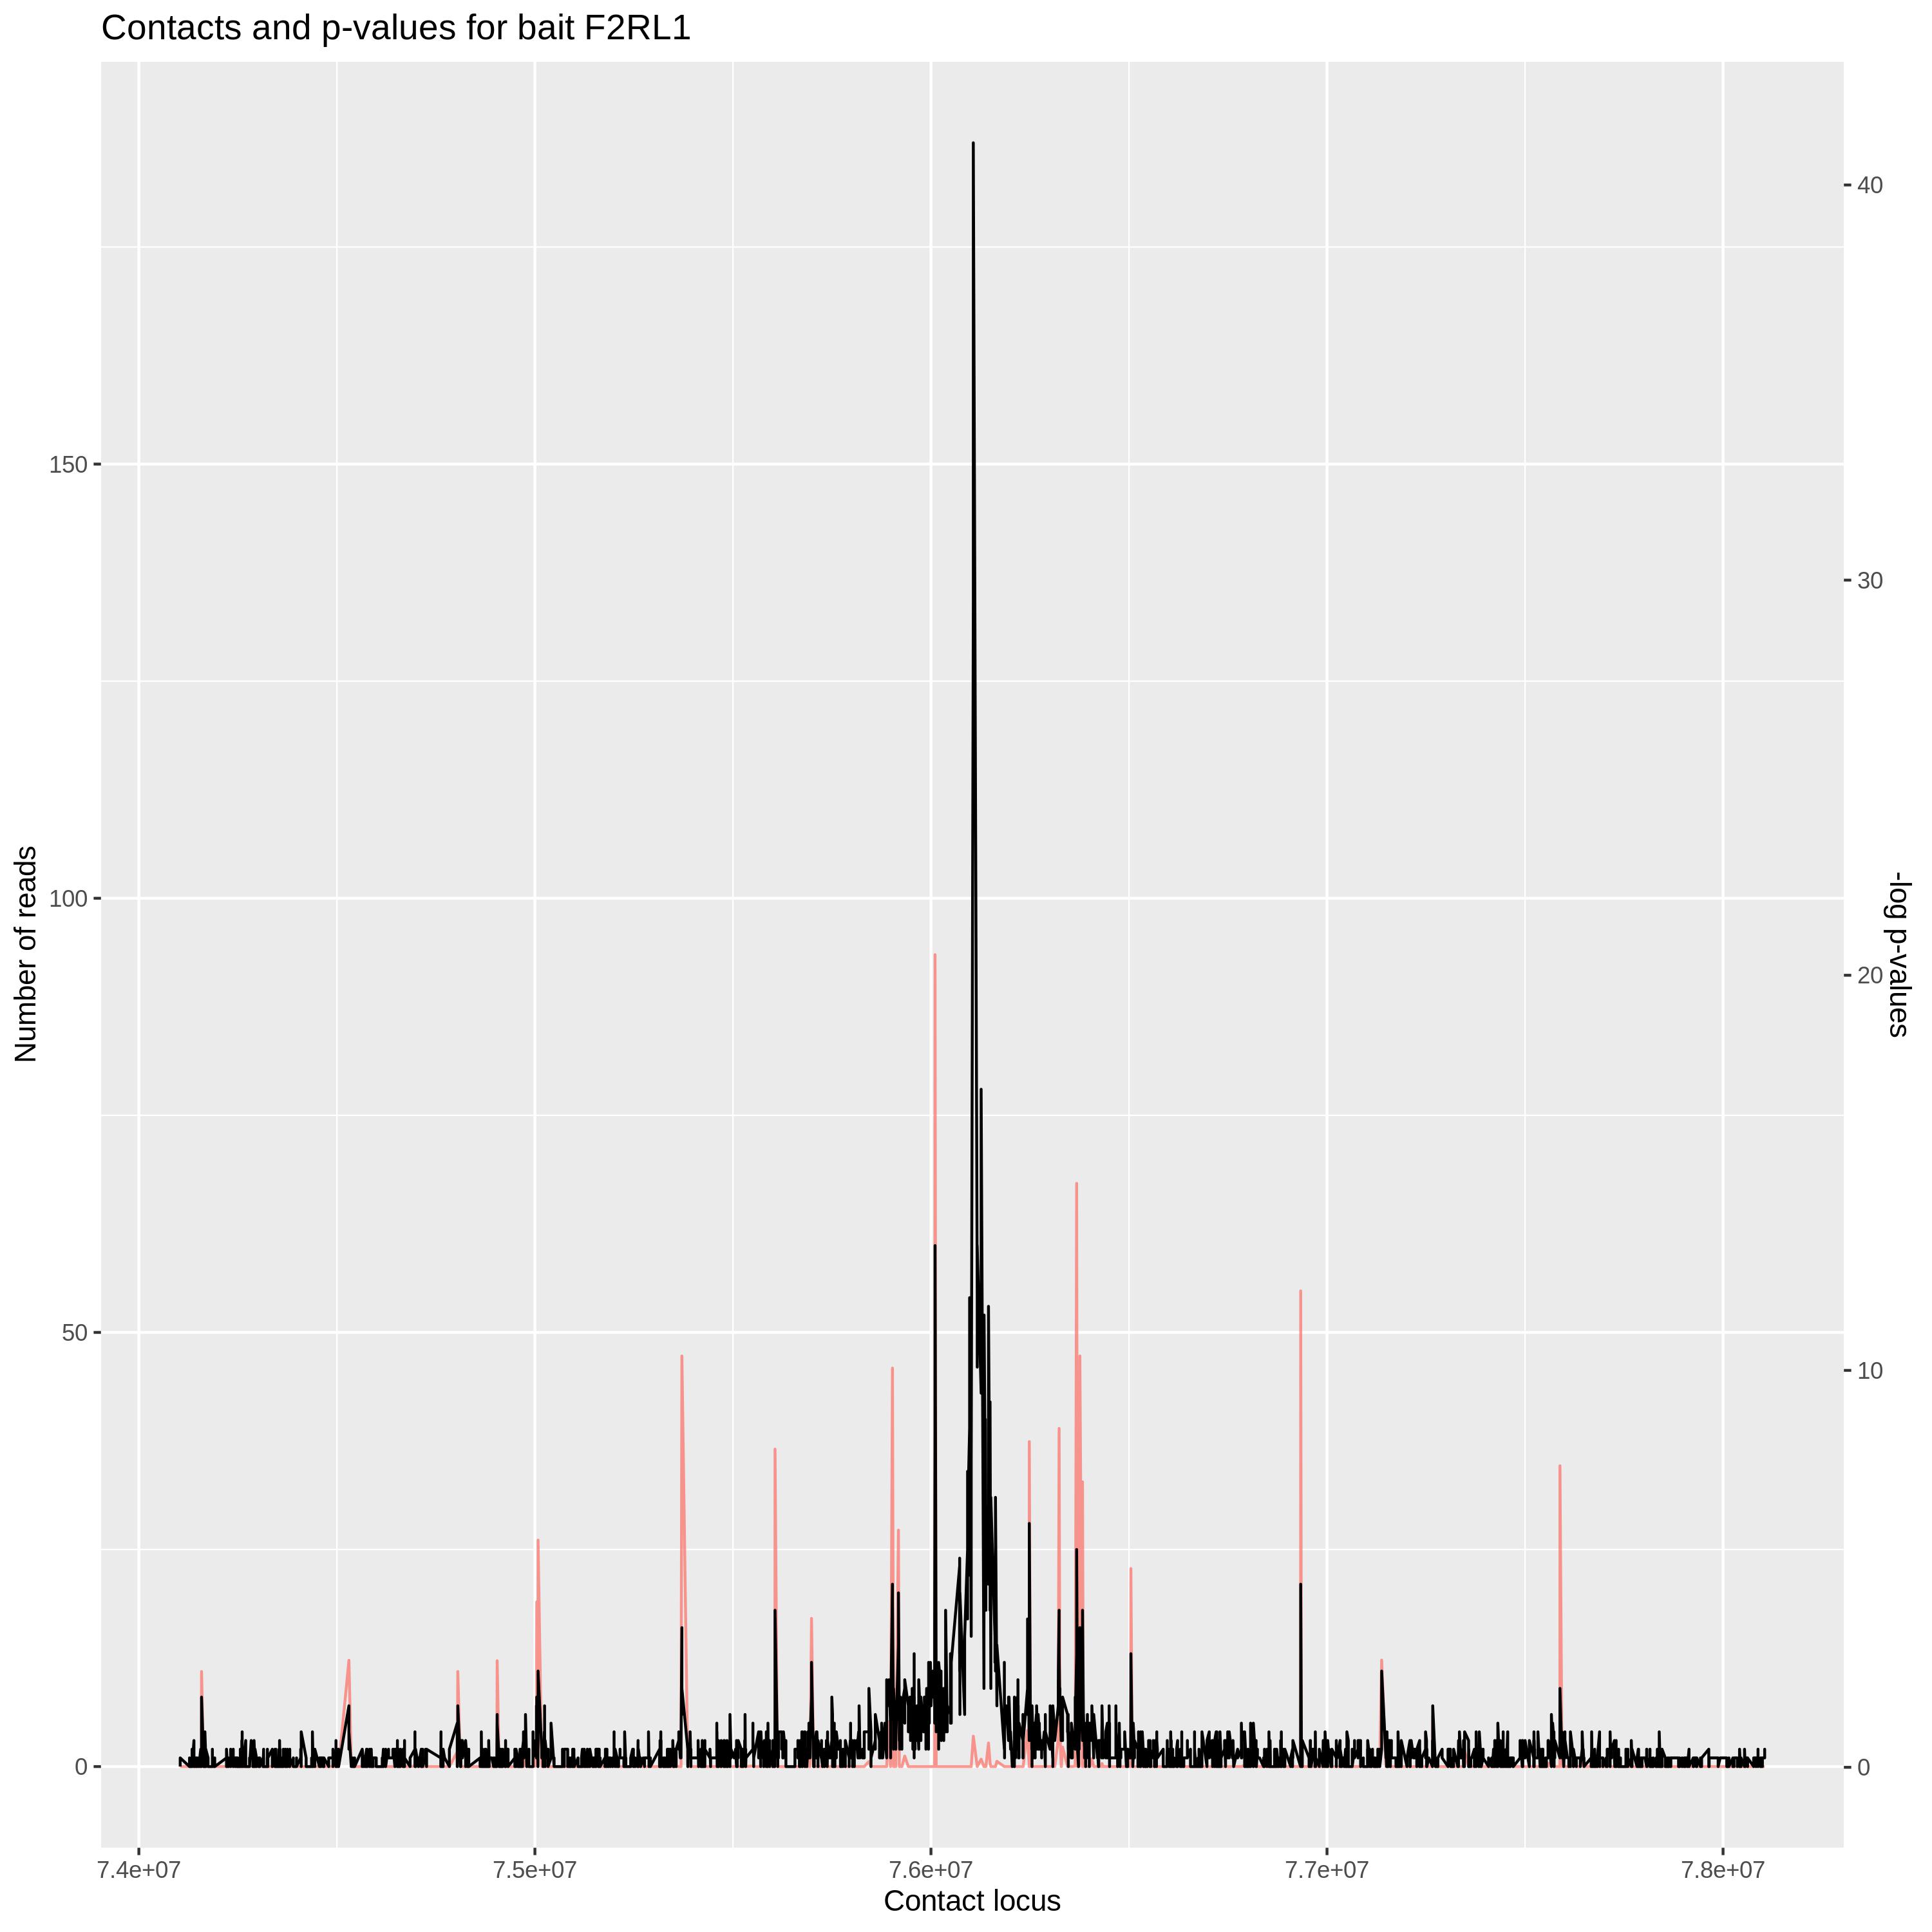 Contacts and p-values for bait F2RL1
Number of reads
150
100
50
0
40
30
20
10
0
-log p-values
7.4e+07
7.5e+07
7.6e+07
7.7e+07
7.8e+07
Contact locus